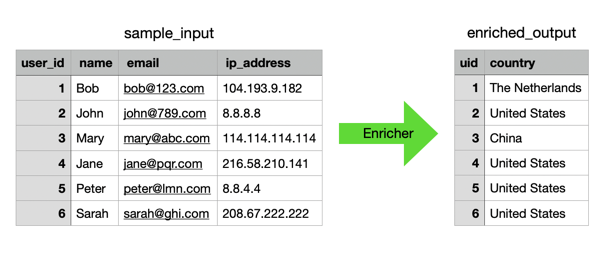 sample_input
user_id name email ip_address
1 Bob bob@123.com 104.193.9.182
2 John john@789.com 8.8.8.8
3 Mary mary@abc.com 114.114.114.114
4 Jane jane@pqr.com 216.58.210.141
5 Peter peter@lmn.com 8.8.4.4
6 Sarah sarah@ghi.com 208.67.222.222
Enricher
enriched_output
uid country
1 The Netherlands
2 United States
3 China
4 United States
5 United States
6 United States